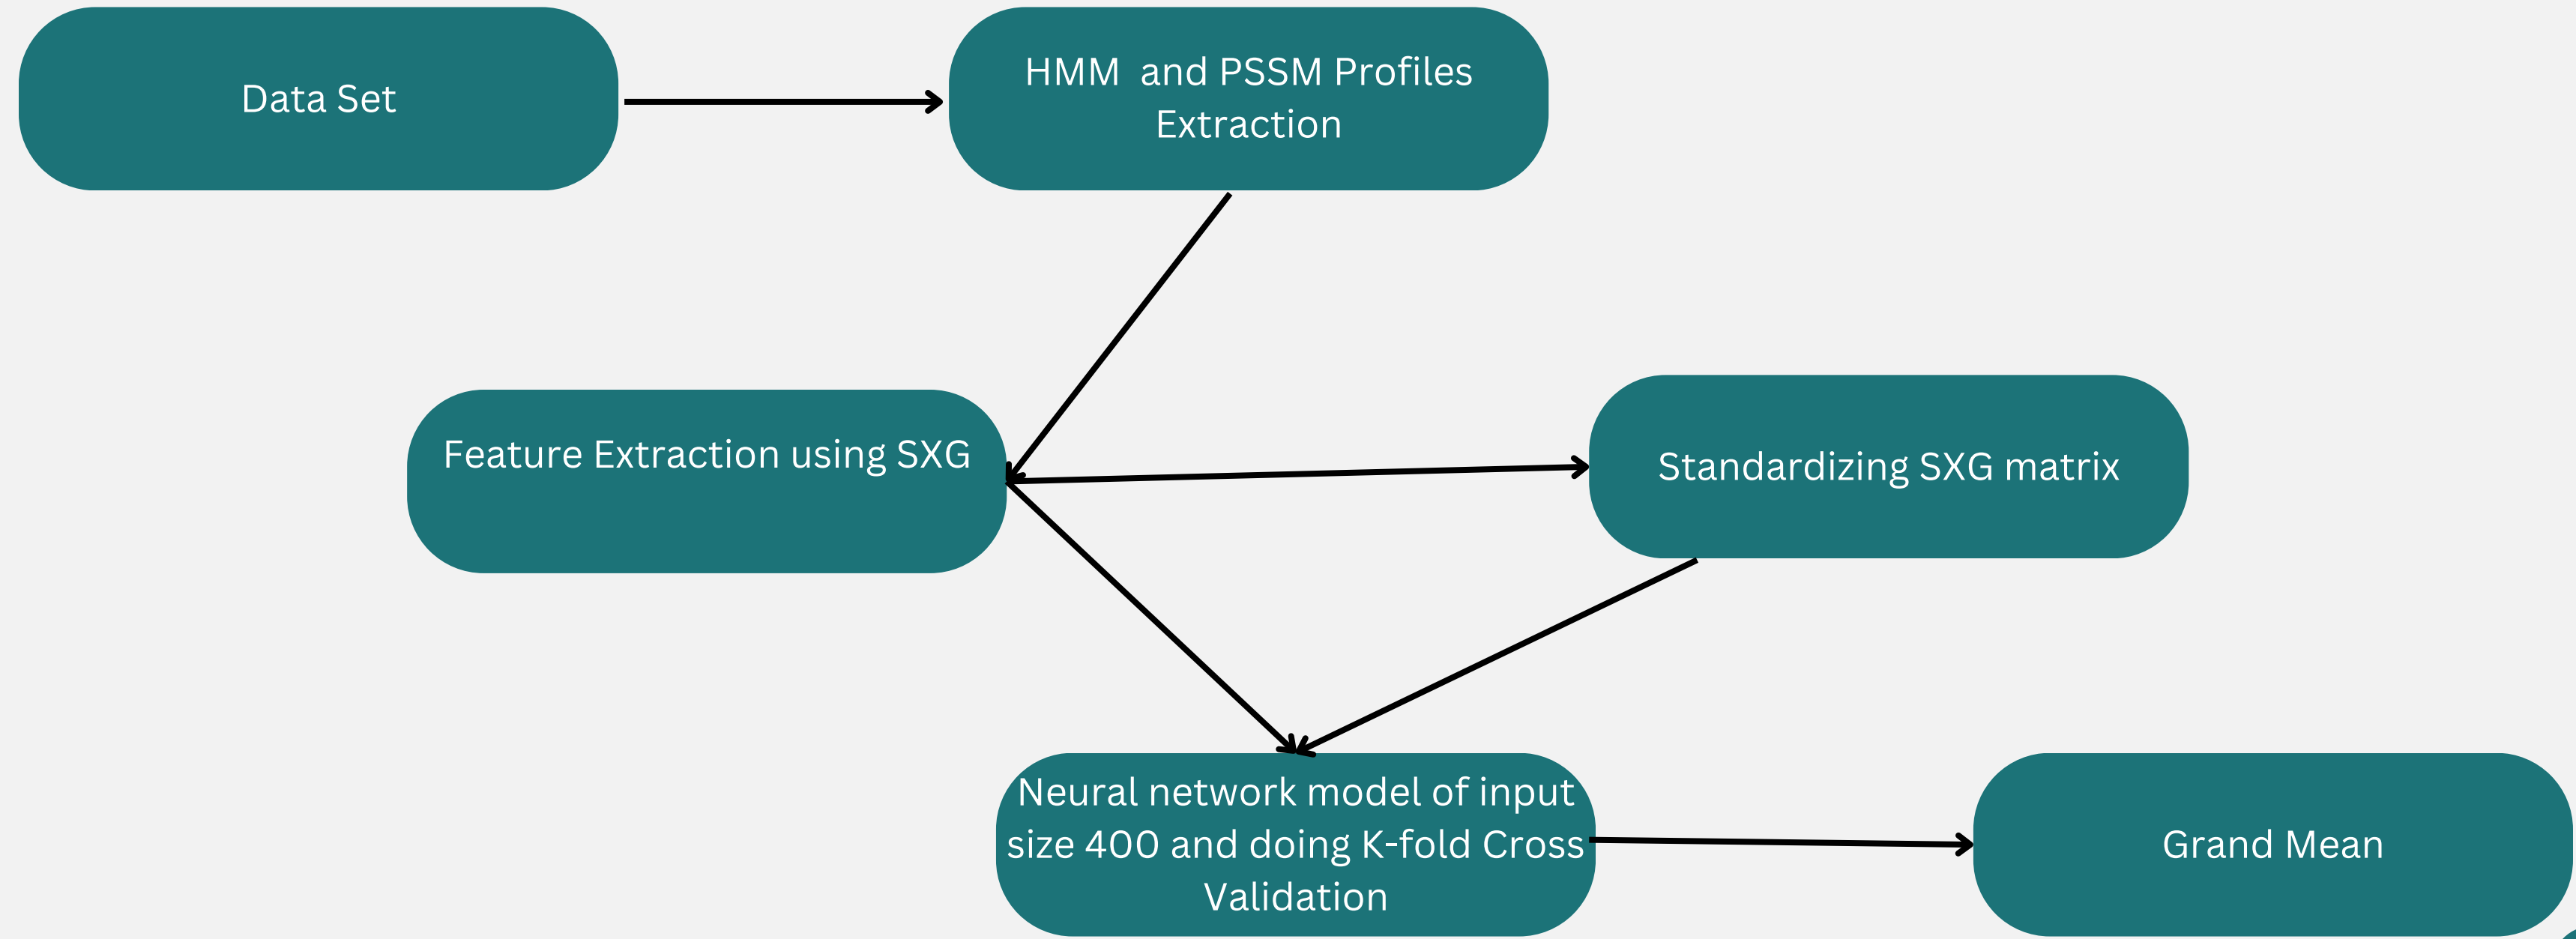 Data Set
HMM and PSSM Profiles
Extraction
Feature Extraction using SXG
Standardizing SXG matrix
Neural network model of input
size 400 and doing K-fold Cross
Validation
Grand Mean